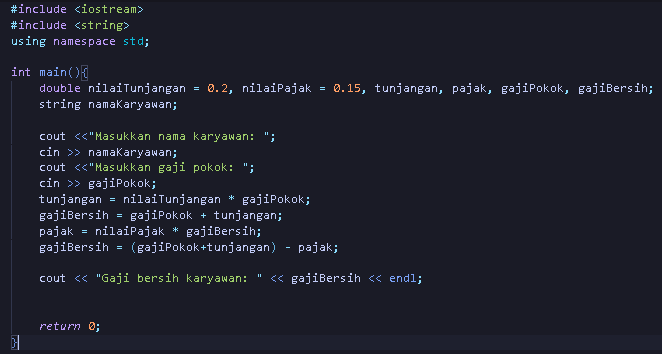 #include <iostream>
#include <string>
using namespace std;
int main(){
double nilaiTunjangan = 0.2, nilaiPajak = 0.15, tunjangan, pajak, gajiPokok, gajiBersih;
string namaKaryawan;
cout <<"Masukkan nama karyawan: ";
cin >> namaKaryawan;
cout <<"Masukkan gaji pokok: ";
cin >> gajiPokok;
tunjangan = nilaiTunjangan * gajiPokok;
gajiBersih = gajiPokok + tunjangan;
pajak = nilaiPajak * gajiBersih;
gajiBersih = (gajiPokok+tunjangan) - pajak;
cout << "Gaji bersih karyawan: " << gajiBersih << endl;
return 0;
}